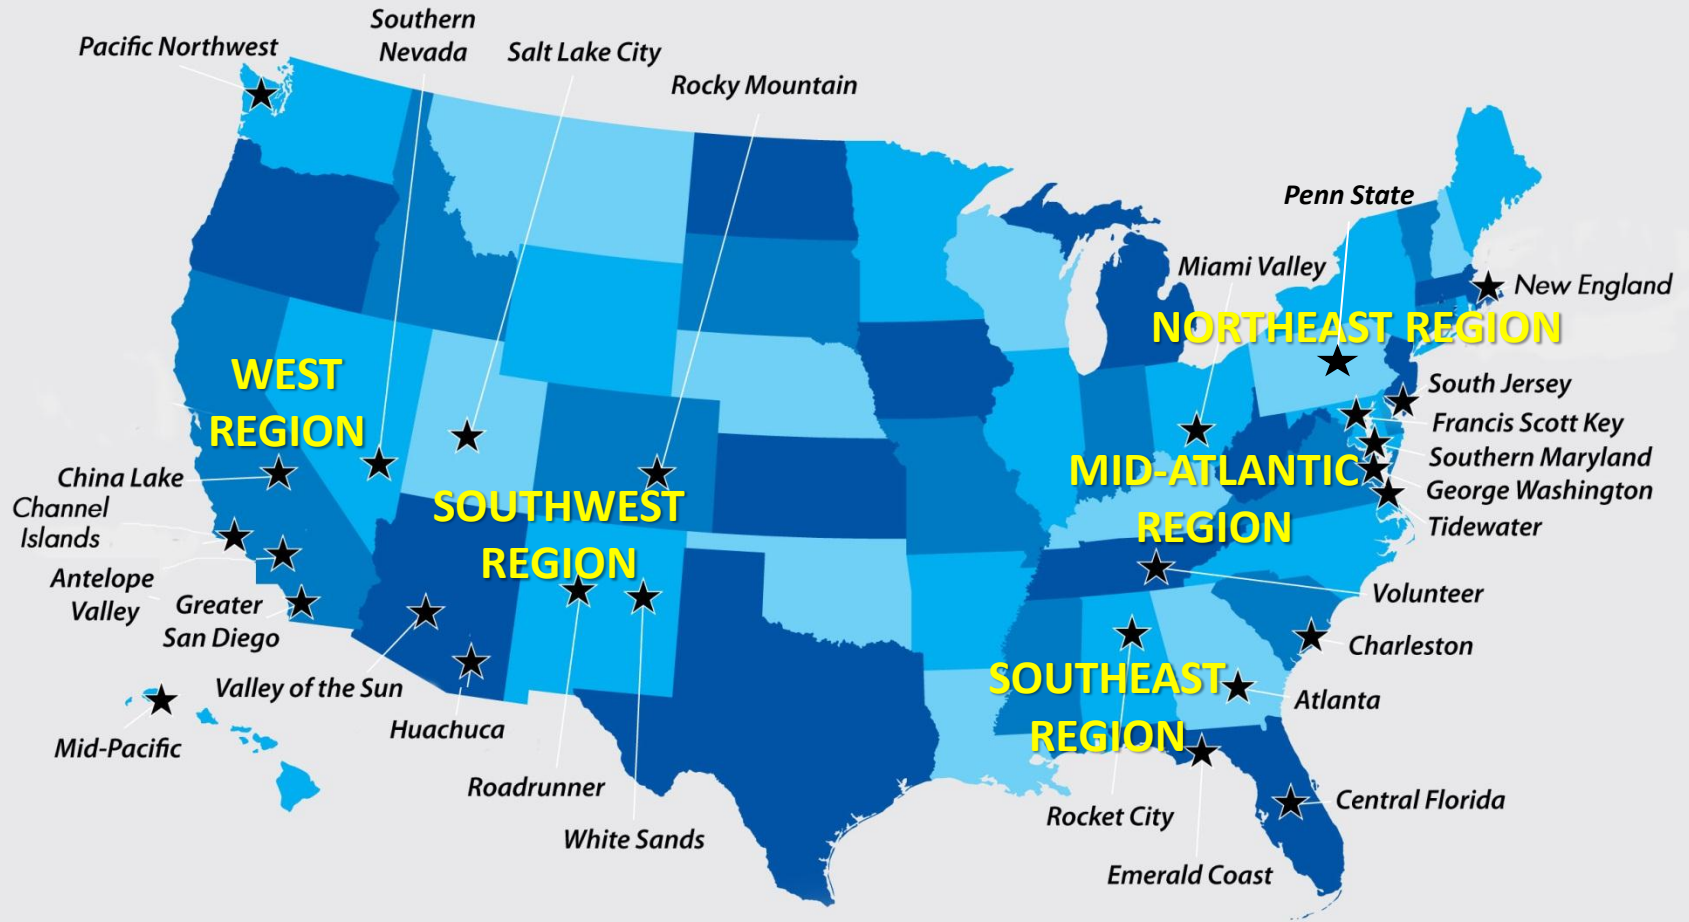 Southern
Nevada
Pacific Northwest
Salt Lake City
Rocky Mountain
Penn State
Miami Valley
New England
NORTHEAST REGION
WEST
REGION
South Jersey
Francis Scott Key
Southern Maryland
China Lake
MID-ATLANTIC
REGION
George Washington
Channel
Islands
SOUTHWEST
REGION
Tidewater
Antelope
Valley
Volunteer
Greater
San Diego
Charleston
Valley of the Sun
SOUTHEAST
REGION
Atlanta
Huachuca
Mid-Pacific
Roadrunner
Central Florida
Rocket City
White Sands
Emerald Coast